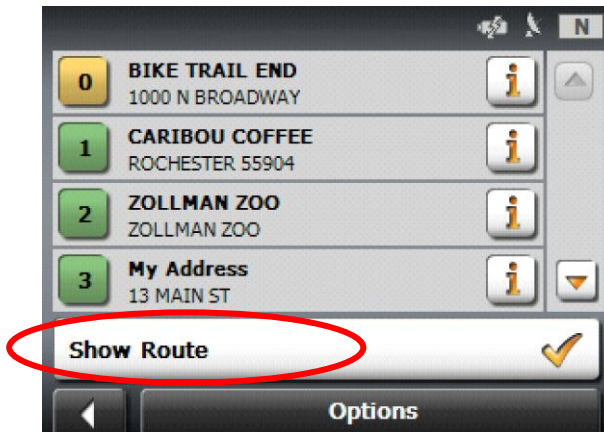 N
0
BIKE TRAIL END
1000 N BROADWAY
i
1
CARIBOU COFFEE
ROCHESTER 55904
i
2
ZOLLMAN ZOO
ZOLLMAN ZOO
i
3
My Address
13 MAIN ST
i
Show Route
Options